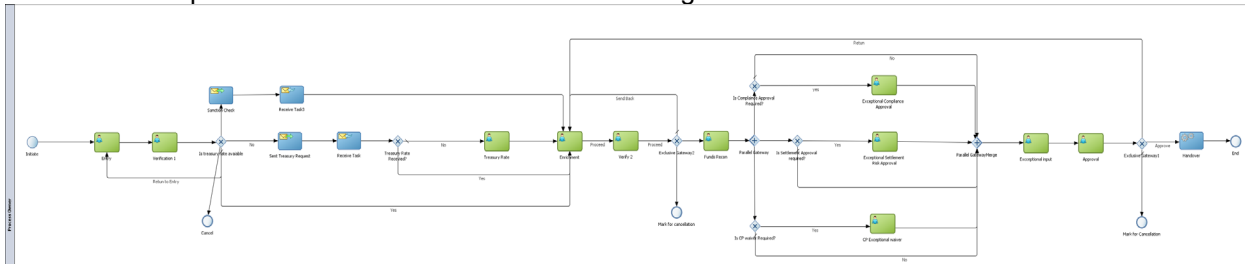 Process Owner
Initiate
Entry
Verification 1
Is treasury rate available
Return to Entry
Cancel
Sanction Check
Receive Task3
No
Sent Treasury Request
Receive Task
Treasury Rate
Received?
No
Yes
Yes
Treasury Rate
Enrichment
Proceed
Verify 2
Proceed
Send Back
Exclusive Gateway2
Mark for cancellation
Funds Recon
Return
No
Is Compliance Approval
Required?
Yes
Exceptional Compliance
Approval
Parallel Gateway
Is Settlement Approval
required?
Yes
Exceptional Settlement
Risk Approval
Is CP waiver Required?
Yes
CP Exceptional waiver
No
Parallel GatewayMerge
Exceptional Input
Approval
Exclusive Gateway1
Approve
Mark for Cancellation
Handover
End